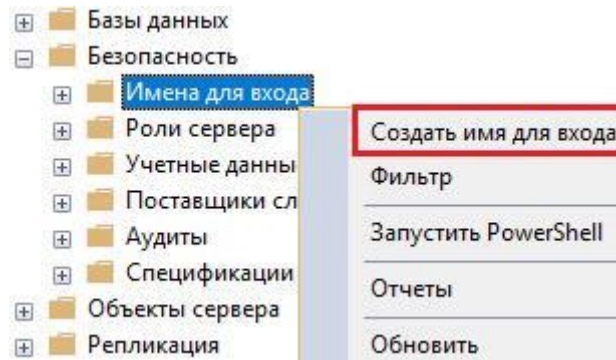 Базы данных
Безопасность
Имена для входа
Роли сервера
Учетные данны
Поставщики сл
Аудиты
Спецификации
Объекты сервера
Репликация
Создать имя для входа
Фильтр
Запустить PowerShell
Отчеты
Обновить